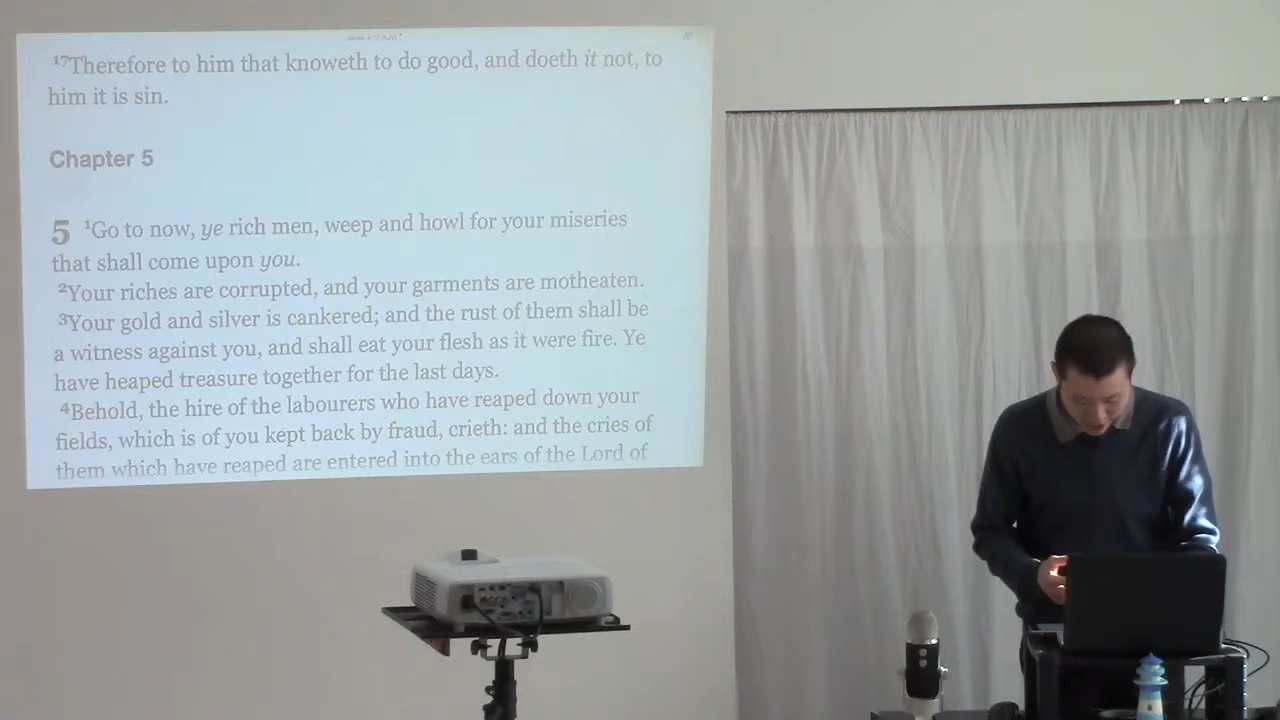 ¹⁷Therefore to him that knoweth to do good, and doeth it not, to
him it is sin.
Chapter 5
5 ¹Go to now, ye rich men, weep and howl for your miseries
that shall come upon you.
²Your riches are corrupted, and your garments are motheaten.
³Your gold and silver is cankered; and the rust of them shall be
a witness against you, and shall eat your flesh as it were fire. Ye
have heaped treasure together for the last days.
⁴Behold, the hire of the labourers who have reaped down your
fields, which is of you kept back by fraud, crieth: and the cries of
them which have reaped are entered into the ears of the Lord of